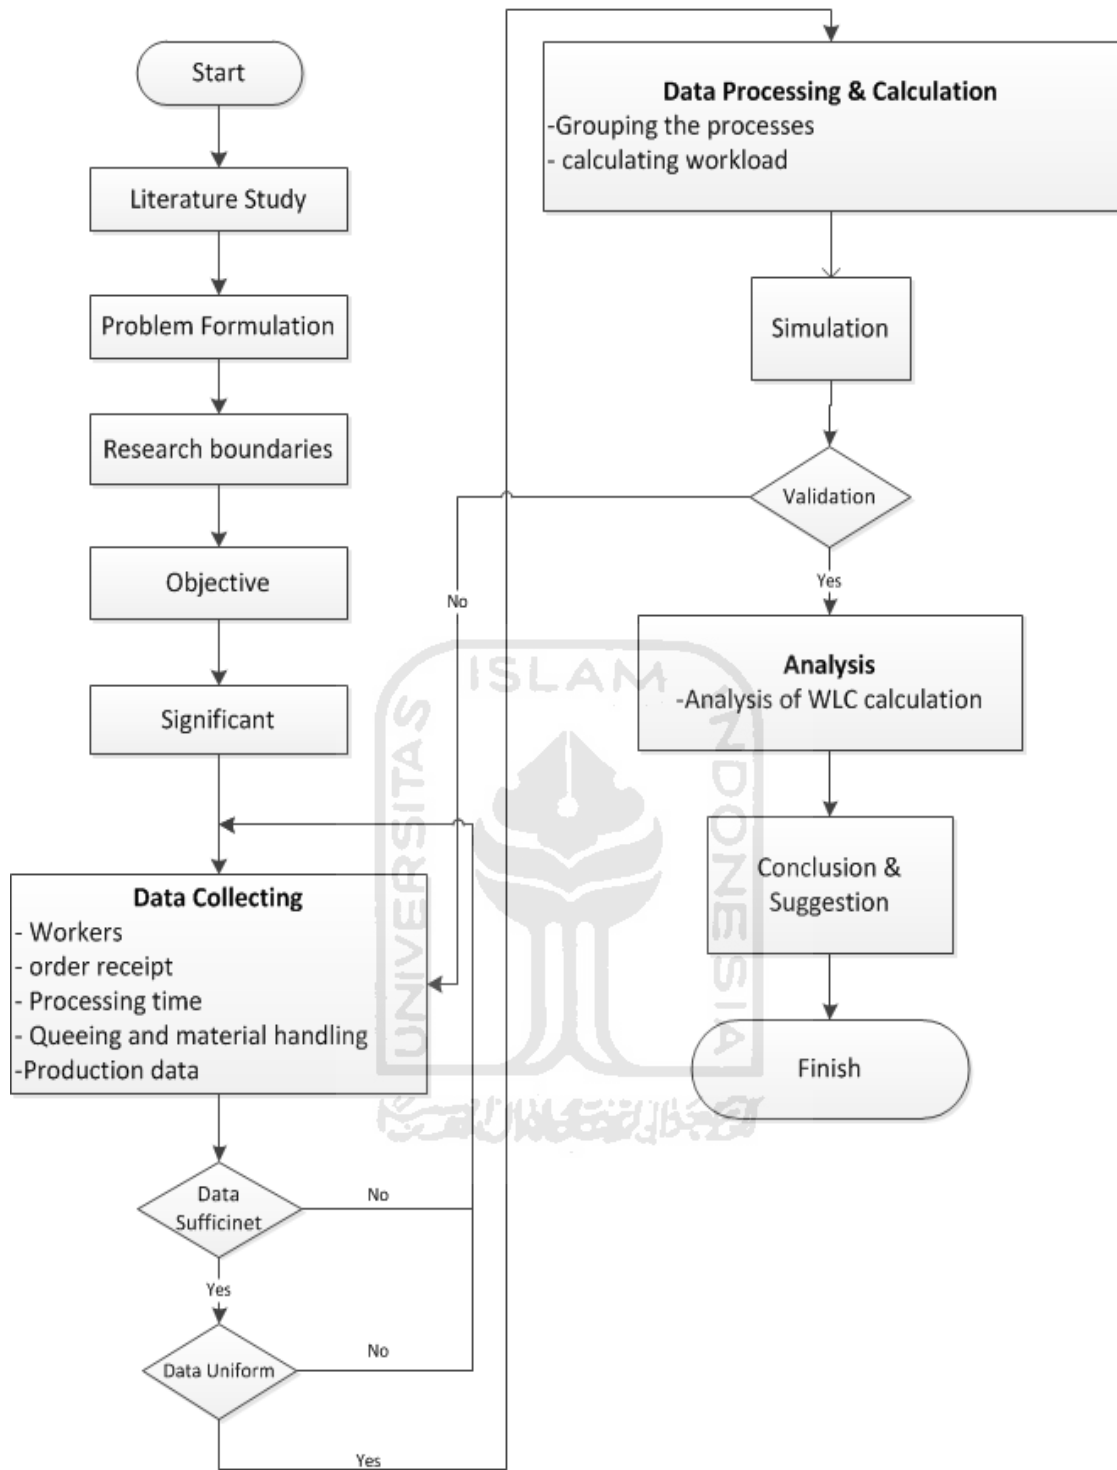 Start
Literature Study
Problem Formulation
Research boundaries
Objective
Significant
Data Collecting
- Workers
- order receipt
- Processing time
- Queeing and material handling
-Production data
Data
Sufficinet
No
Yes
Data Uniform
No
Yes
Data Processing & Calculation
-Grouping the processes
- calculating workload
Simulation
Validation
No
Yes
Analysis
-Analysis of WLC calculation
Conclusion &
Suggestion
Finish
UNIVERSITAS
ISLAM
INDONESIA